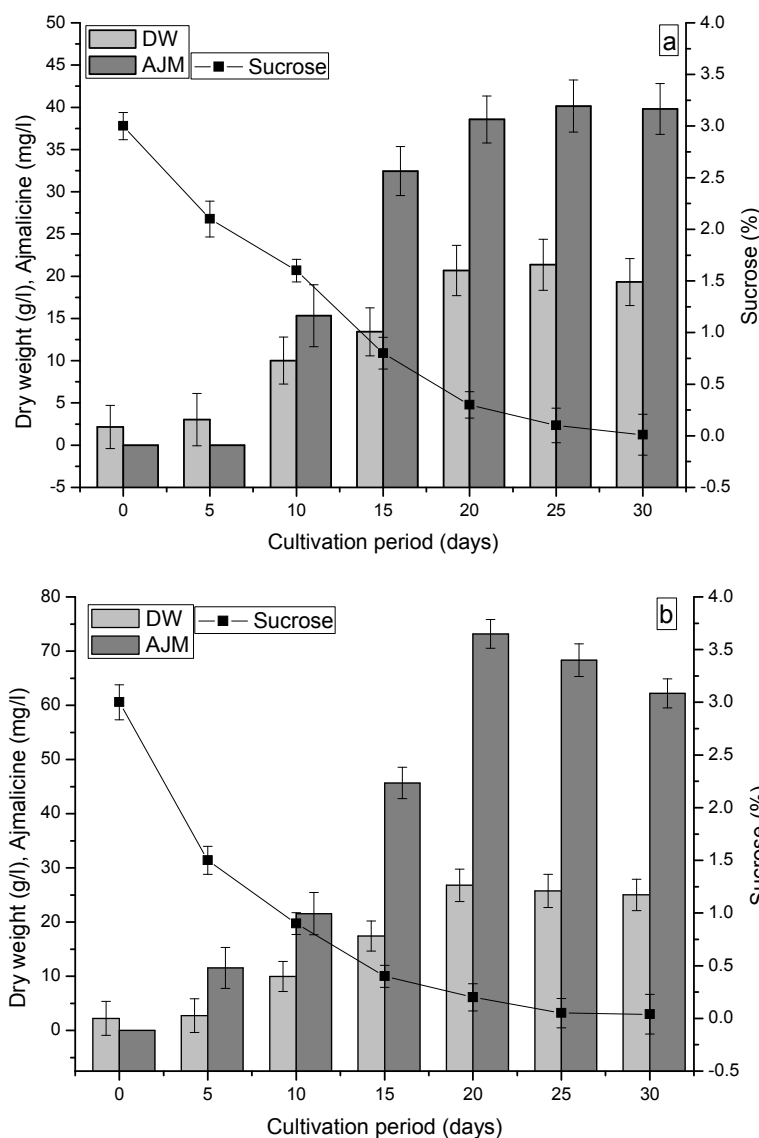 50
45
40
35
30
25
20
15
10
5
0
-5
Dry weight (g/l), Ajmalicine (mg/l)
DW
AJM
Sucrose
a
4.0
3.5
3.0
2.5
2.0
1.5
1.0
0.5
0.0
-0.5
Sucrose (%)
0 5 10 15 20 25 30
Cultivation period (days)
80
70
60
50
40
30
20
10
0
Dry weight (g/l), Ajmalicine (mg/l)
DW
AJM
Sucrose
b
4.0
3.5
3.0
2.5
2.0
1.5
1.0
0.5
0.0
-0.5
Sucrose (%)
0 5 10 15 20 25 30
Cultivation period (days)